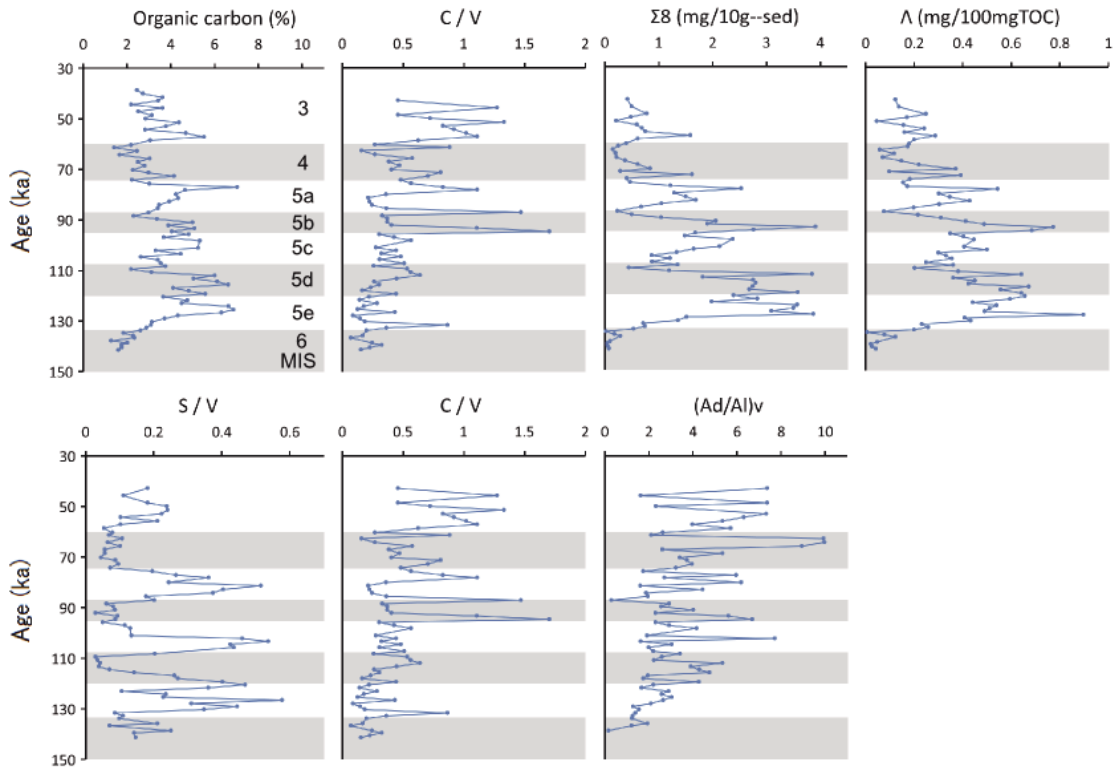 Organic carbon (%)
C / V
Σ8 (mg/10g--sed)
Λ (mg/100mgTOC)
0 2 4 6 8 10
0 0.5 1 1.5 2
0 1 2 3 4
0 0.2 0.4 0.6 0.8 1
Age (ka)
30
50
70
90
110
130
150
3
4
5a
5b
5c
5d
5e
6
MIS
S / V
C / V
(Ad/Al)v
0 0.2 0.4 0.6
0 0.5 1 1.5 2
0 2 4 6 8 10
Age (ka)
30
50
70
90
110
130
150